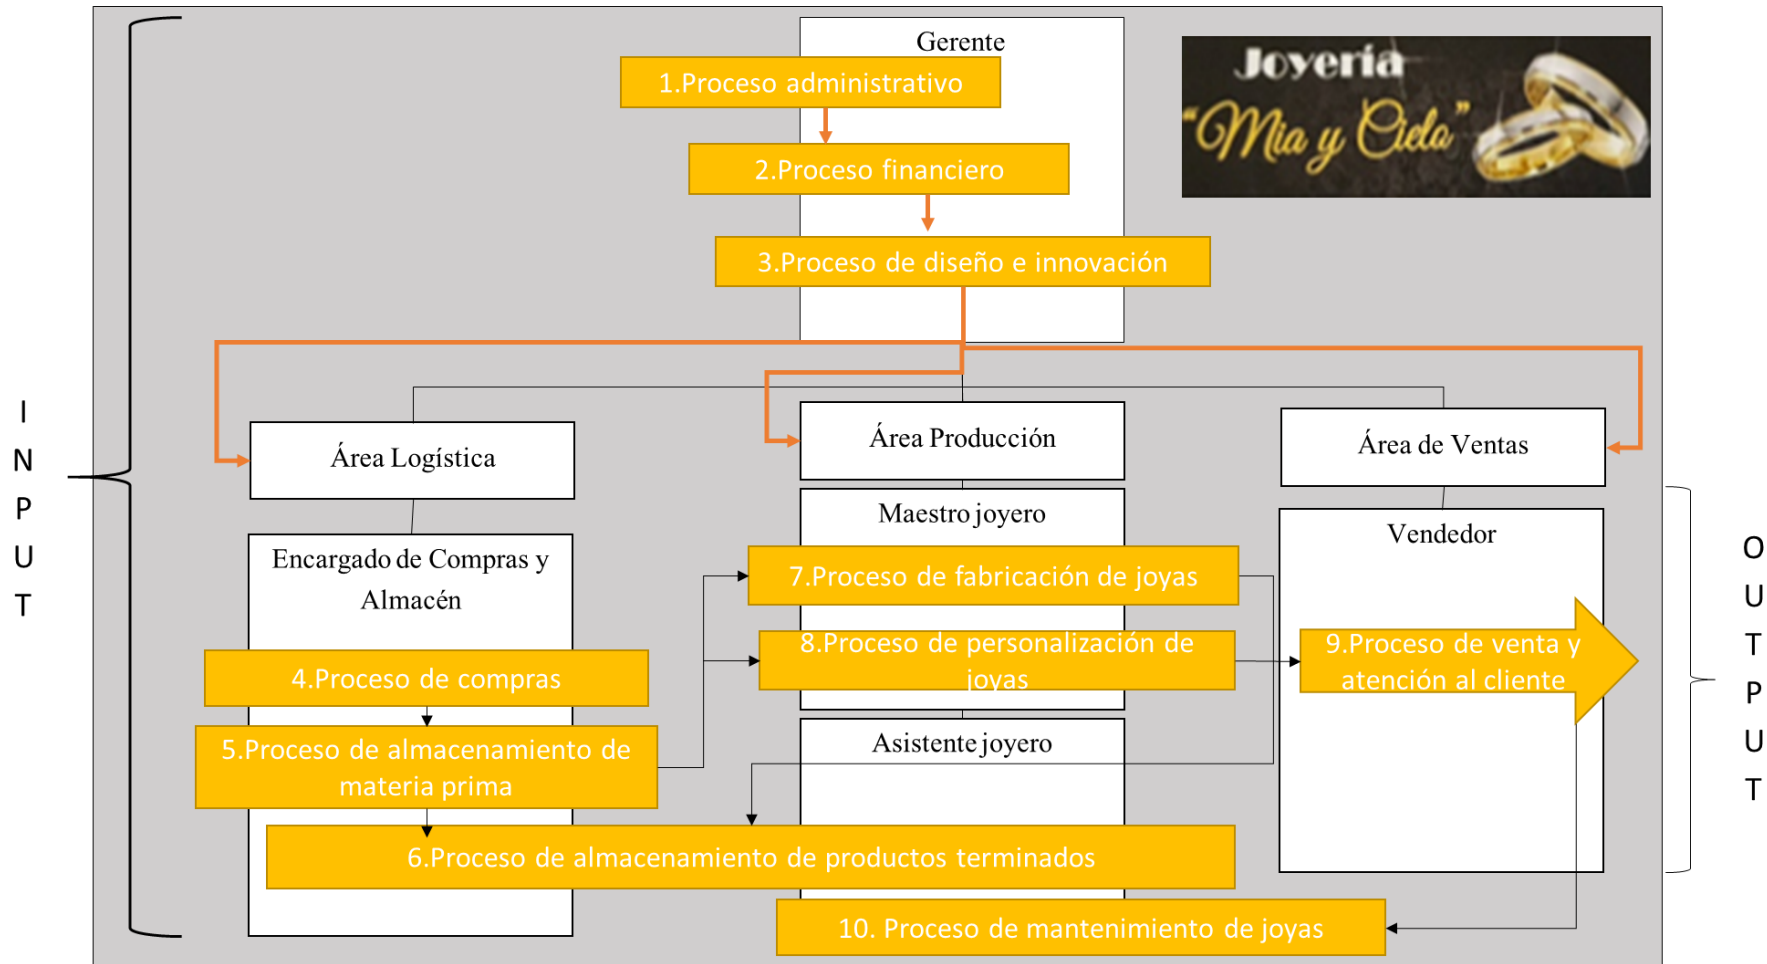 Gerente
1.Proceso administrativo
2.Proceso financiero
3.Proceso de diseño e innovación
Joyería
“Mia y Cielo”
I
N
P
U
T
Área Logística
Área Producción
Área de Ventas
Encargado de Compras y
Almacén
4.Proceso de compras
5.Proceso de almacenamiento de
materia prima
6.Proceso de almacenamiento de productos terminados
Maestro joyero
7.Proceso de fabricación de joyas
8.Proceso de personalización de
joyas
Asistente joyero
Vendedor
9.Proceso de venta y
atención al cliente
10. Proceso de mantenimiento de joyas
O
U
T
P
U
T